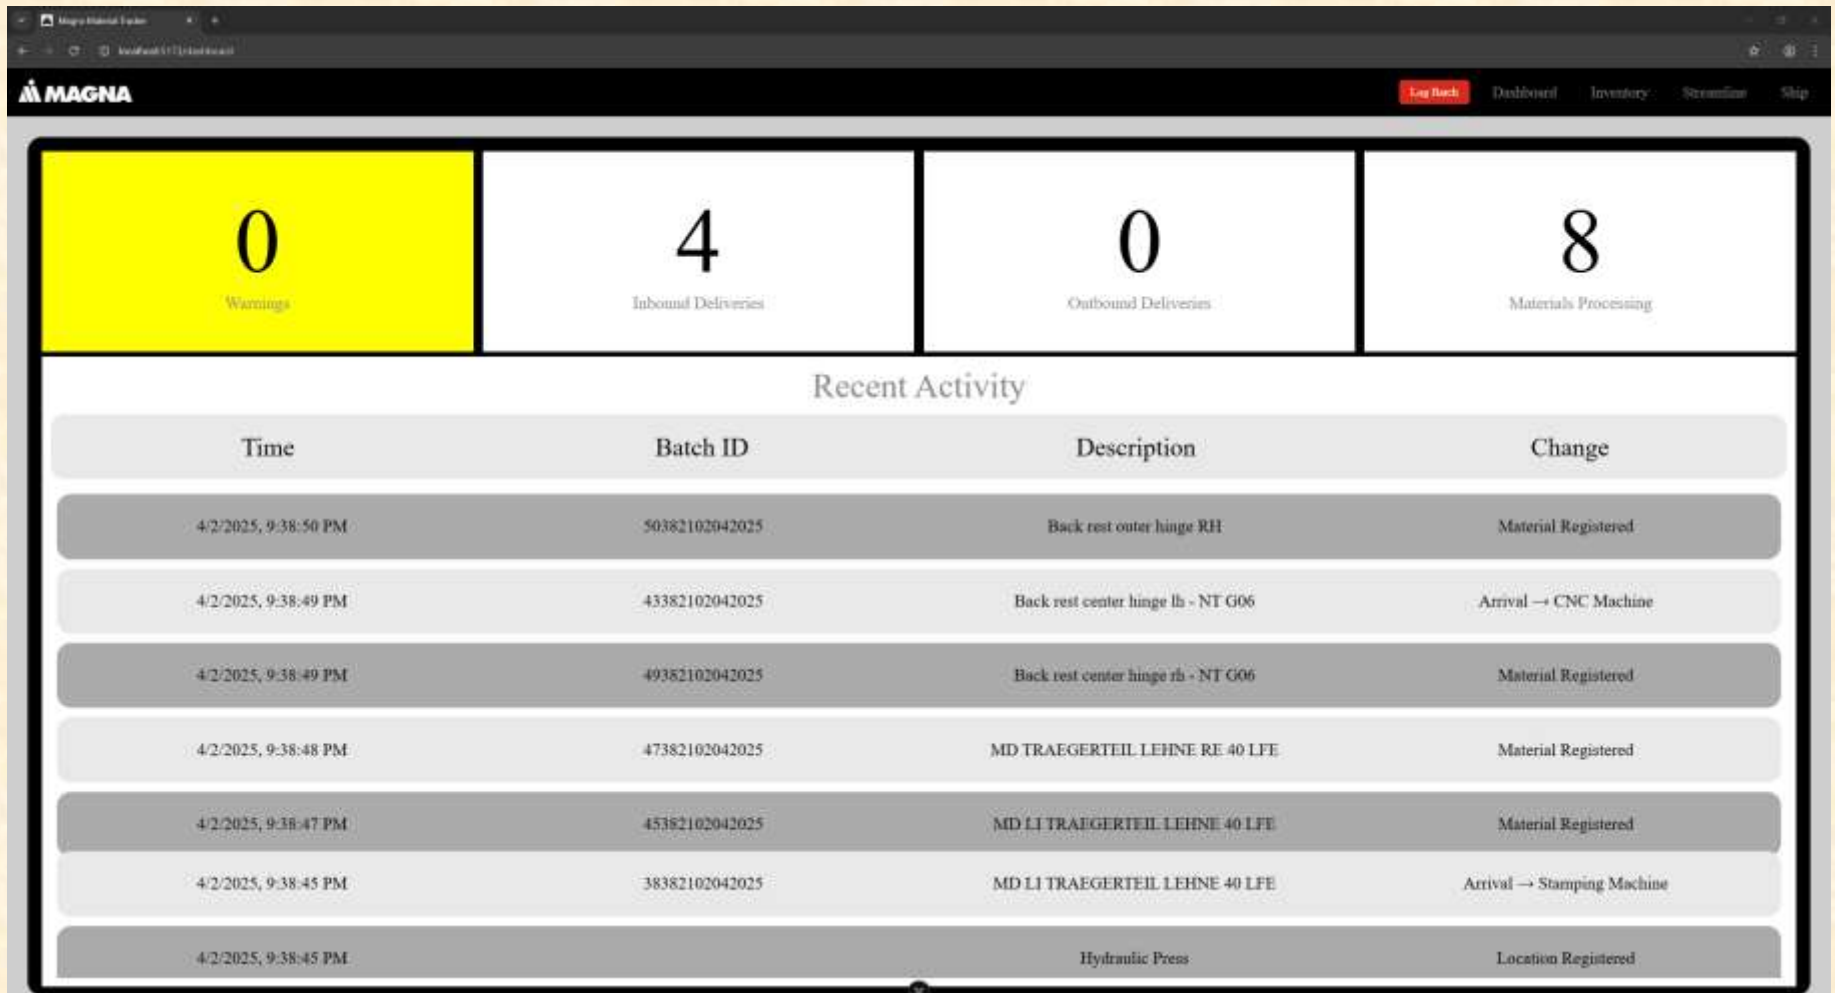 Magna Material Tracker
MAGNA
Log Batch Dashboard Inventory Streamline Ship
0 4 0 8
Warnings Inbound Deliveries Outbound Deliveries Materials Processing
Recent Activity
Time Batch ID Description Change
4/2/2025, 9:38:50 PM 50382102042025 Back rest outer hinge RH Material Registered
4/2/2025, 9:38:49 PM 43382102042025 Back rest center hinge lh - NT G06 Arrival → CNC Machine
4/2/2025, 9:38:49 PM 49382102042025 Back rest center hinge rh - NT G06 Material Registered
4/2/2025, 9:38:48 PM 47382102042025 MD TRAEGERTEIL LEHNE RE 40 LFE Material Registered
4/2/2025, 9:38:47 PM 45382102042025 MD LI TRAEGERTEIL LEHNE 40 LFE Material Registered
4/2/2025, 9:38:45 PM 38382102042025 MD LI TRAEGERTEIL LEHNE 40 LFE Arrival → Stamping Machine
4/2/2025, 9:38:45 PM Hydraulic Press Location Registered